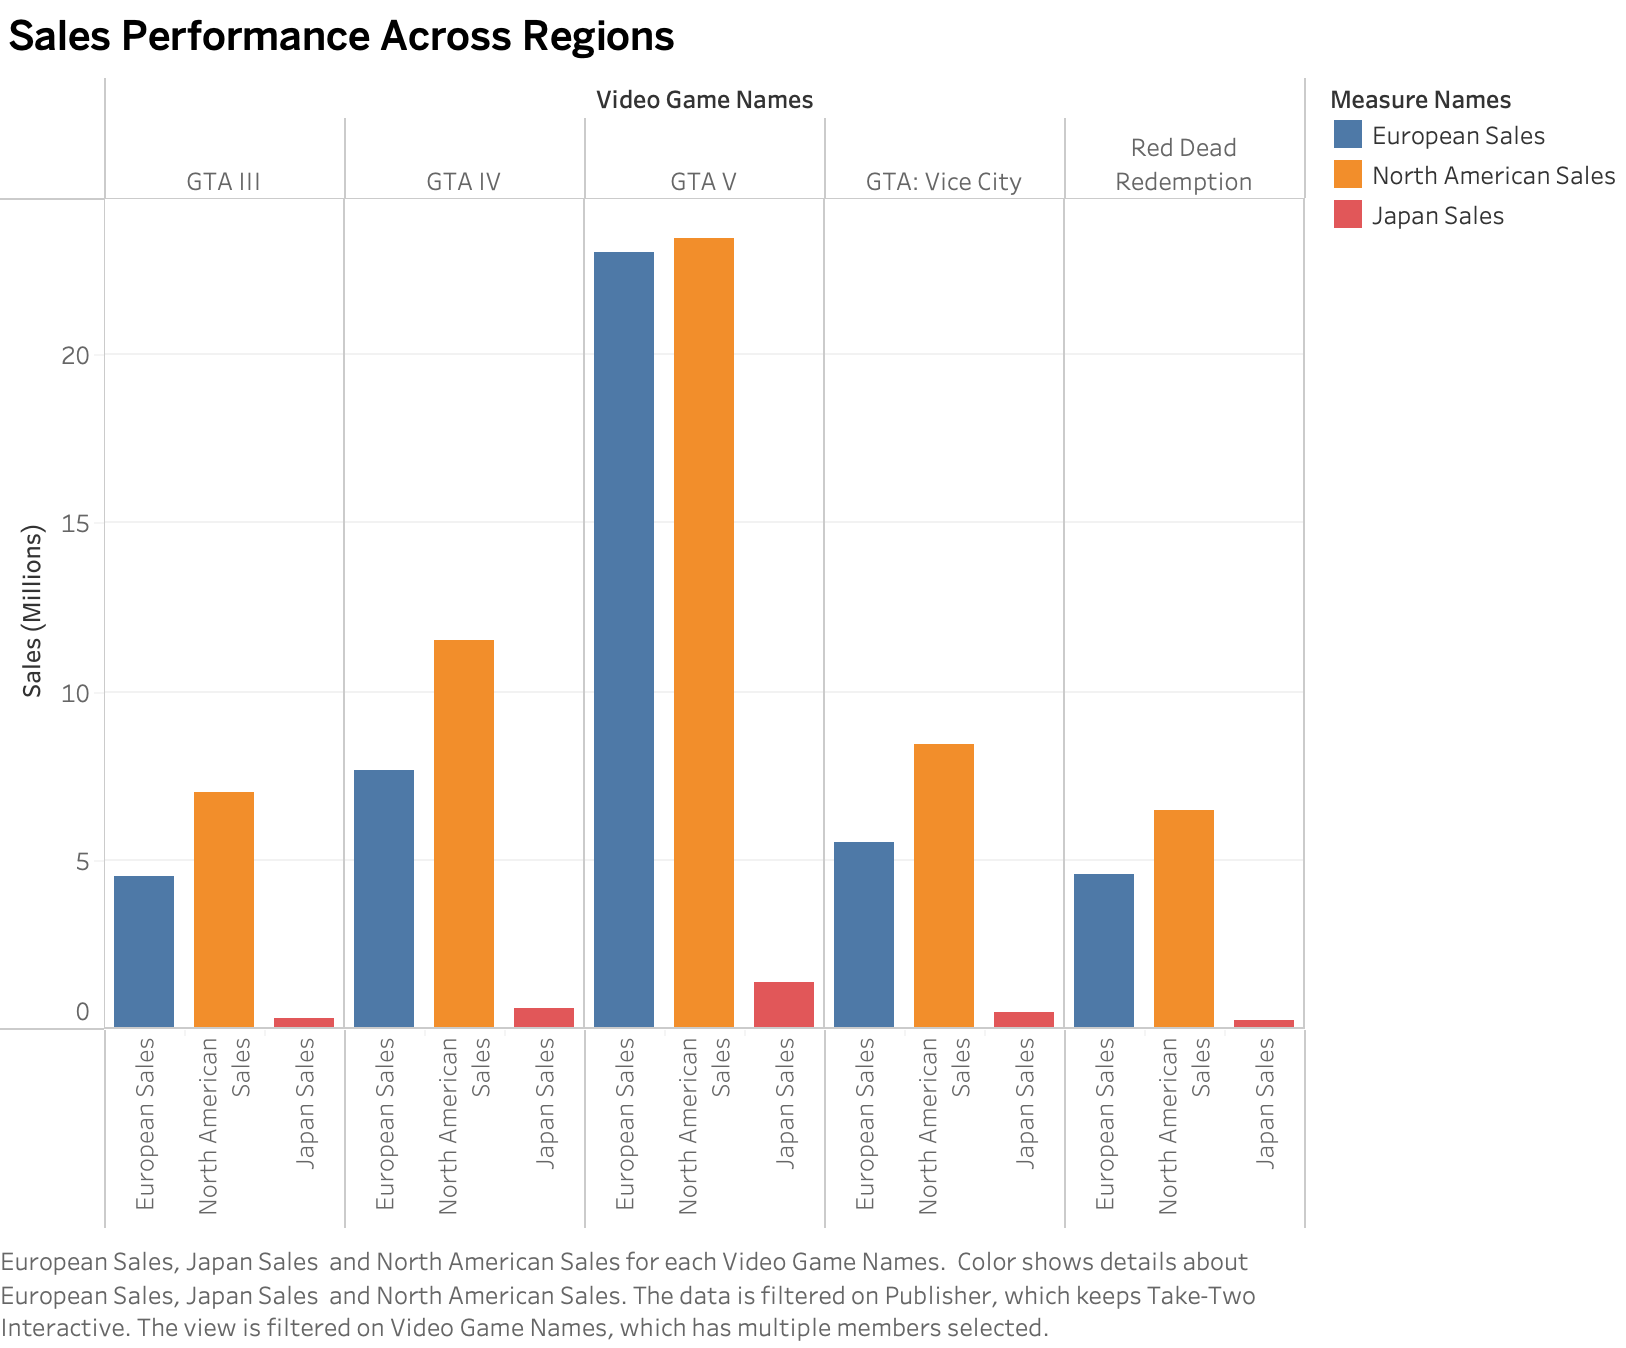 Sales Performance Across Regions
Video Game Names
GTA III
GTA IV
GTA V
GTA: Vice City
Red Dead
Redemption
Measure Names
European Sales
North American Sales
Japan Sales
Sales (Millions)
20
15
10
5
0
European Sales
North American
Sales
Japan Sales
European Sales
North American
Sales
Japan Sales
European Sales
North American
Sales
Japan Sales
European Sales
North American
Sales
Japan Sales
European Sales
North American
Sales
Japan Sales
European Sales, Japan Sales  and North American Sales for each Video Game Names.  Color shows details about
European Sales, Japan Sales  and North American Sales. The data is filtered on Publisher, which keeps Take-Two
Interactive. The view is filtered on Video Game Names, which has multiple members selected.